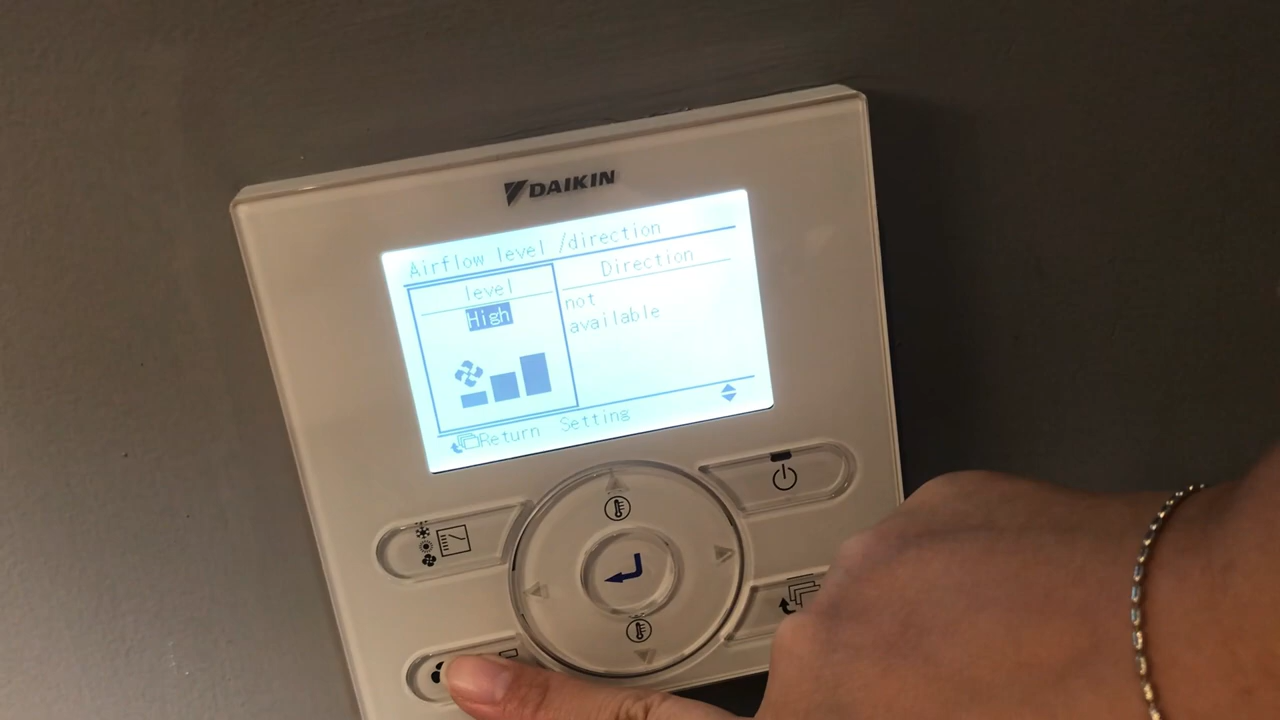 DAIKIN
Airflow level /direction
level
Direction
High
not
available
Return Setting